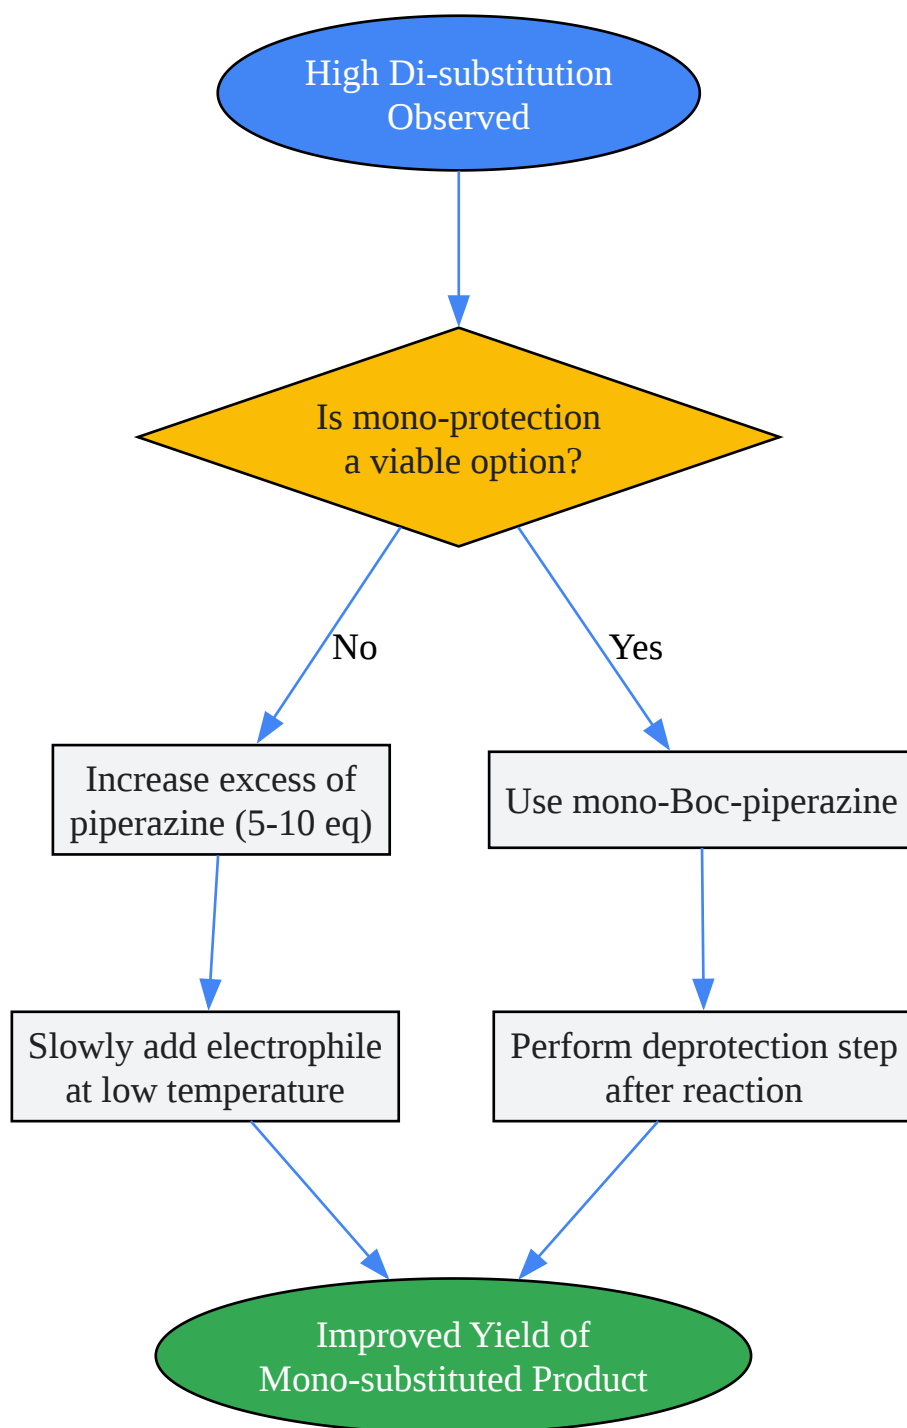 High Di-substitution
Observed
Is mono-protection
a viable option?
No
Yes
Increase excess of
piperazine (5-10 eq)
Use mono-Boc-piperazine
Slowly add electrophile
at low temperature
Perform deprotection step
after reaction
Improved Yield of
Mono-substituted Product